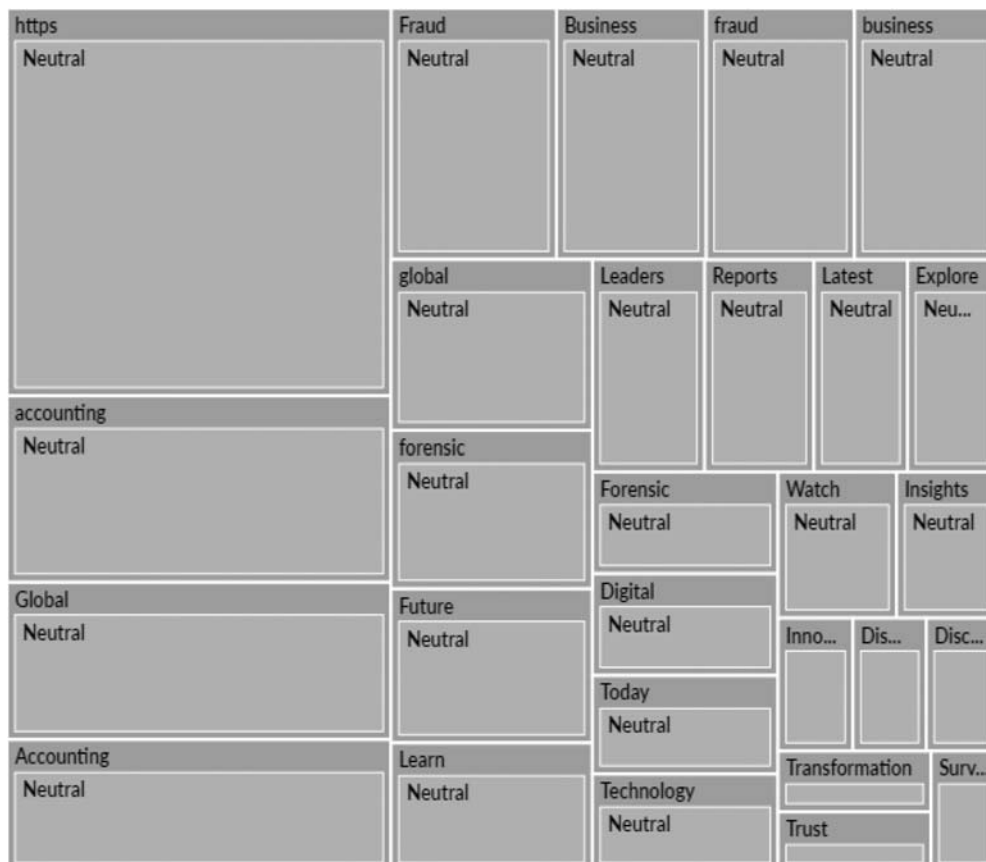 https
Neutral
accounting
Neutral
Global
Neutral
Accounting
Neutral
Fraud
Neutral
Business
Neutral
fraud
Neutral
business
Neutral
global
Neutral
forensic
Neutral
Future
Neutral
Learn
Neutral
Leaders
Neutral
Reports
Neutral
Latest
Neutral
Explore
Neu...
Forensic
Neutral
Digital
Neutral
Today
Neutral
Technology
Neutral
Watch
Neutral
Insights
Neutral
Inno...
Dis...
Disc...
Transformation
Trust
Surv...